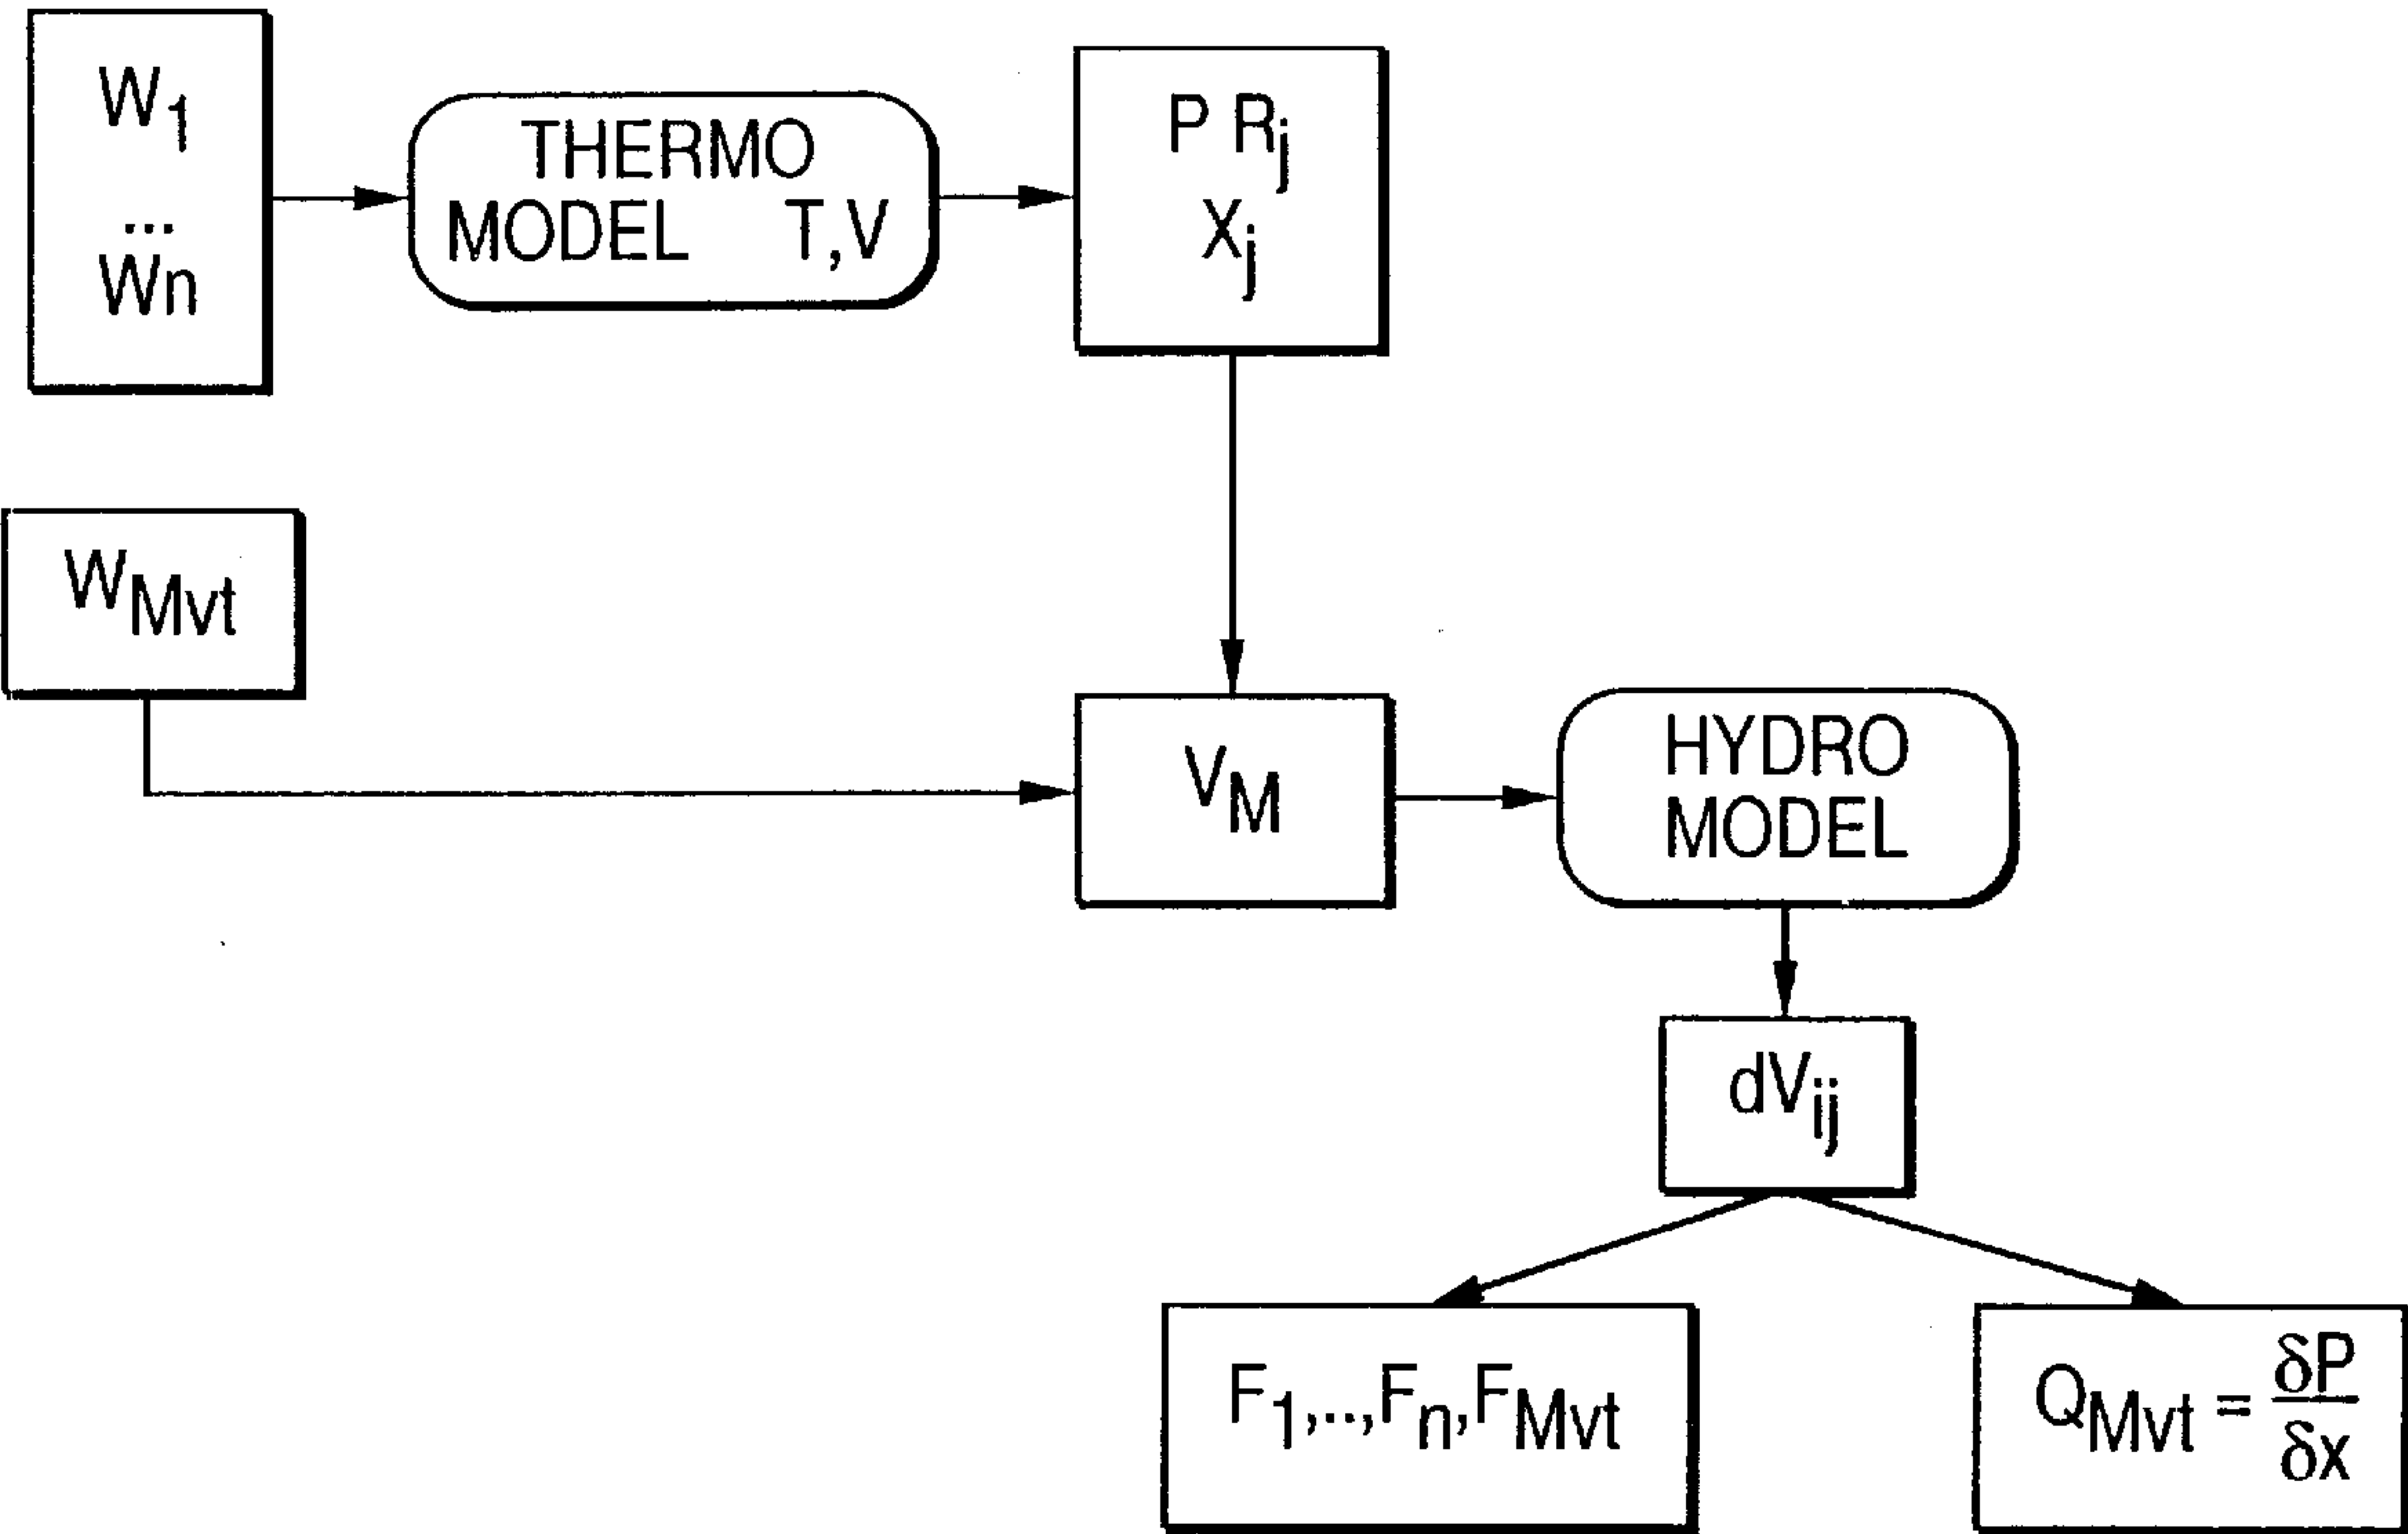 W1
...
Wn
THERMO
MODEL T,V
P Rj
Xj
WMvt
VM
HYDRO
MODEL
dVij
F1,..,Fn,FMvt
QMvt = δP/δx